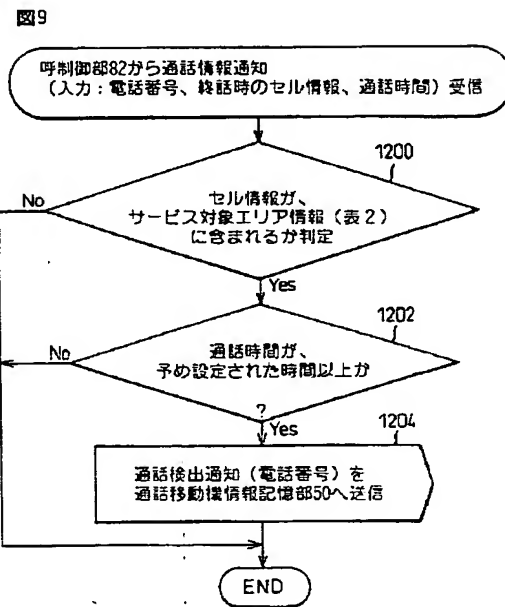 図9
呼制御部82から通話情報通知
(入力:電話番号、終話時のセル情報、通話時間)受信
1200
No
セル情報が、
サービス対象エリア情報(表2)
に含まれるか判定
Yes
1202
No
通話時間が、
予め設定された時間以上か
?
Yes
1204
通話検出通知(電話番号)を
通話移動機情報記憶部50へ送信
END